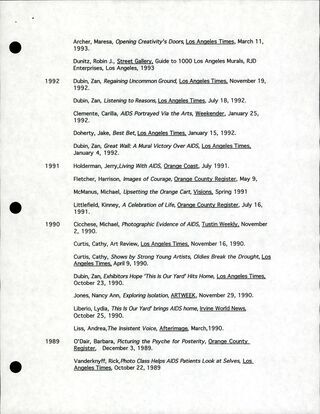 Archer, Maresa, Opening Creativity's Doors, Los Angeles Times, March 11,
1993.
Dunitz, Robin J., Street Gallery, Guide to 1000 Los Angeles Murals, RJD
Enterprises, Los Angeles, 1993
1992 Dubin, Zan, Regaining Uncommon Ground, Los Angeles Times, November 19,
1992.
Dubin, Zan, Listening to Reasons, Los Angeles Times, July 18, 1992.
Clemente, Carilla, AIDS Portrayed Via the Arts, Weekender, January 25,
1992.
Doherty, Jake, Best Bet, Los Angeles Times, January 15, 1992.
Dubin, Zan, Great Wall: A Mural Victory Over AIDS, Los Angeles Times,
January 4, 1992.
1991 Holderman, Jerry, Living With AIDS, Orange Coast, July 1991.
Fletcher, Harrison, Images of Courage, Orange County Register, May 9,
McManus, Michael, Upsetting the Orange Cart, Visions, Spring 1991
Littlefield, Kinney, A Celebration of Life, Orange County Register, July 16,
1991.
1990 Cicchese, Michael, Photographic Evidence of AIDS, Tustin Weekly, November
2, 1990.
Curtis, Cathy, Art Review, Los Angeles Times, November 16, 1990.
Curtis, Cathy, Shows by Strong Young Artists, Oldies Break the Drought, Los
Angeles Times, April 9, 1990.
Dubin, Zan, Exhibitors Hope 'This is Our Yard' Hits Home, Los Angeles Times,
October 23, 1990.
Jones, Nancy Ann, Exploring Isolation, ARTWEEK, November 29, 1990.
Liberio, Lydia, This Is Our Yard' brings AIDS home, Irvine World News,
October 25, 1990.
Liss, Andrea, The Insistent Voice, Afterimage, March, 1990.
1989 O'Dair, Barbara, Picturing the Psyche for Posterity, Orange County
Register, December 3, 1989.
Vanderknyff, Rick, Photo Class Helps AIDS Patients Look at Selves, Los
Angeles Times, October 22, 1989